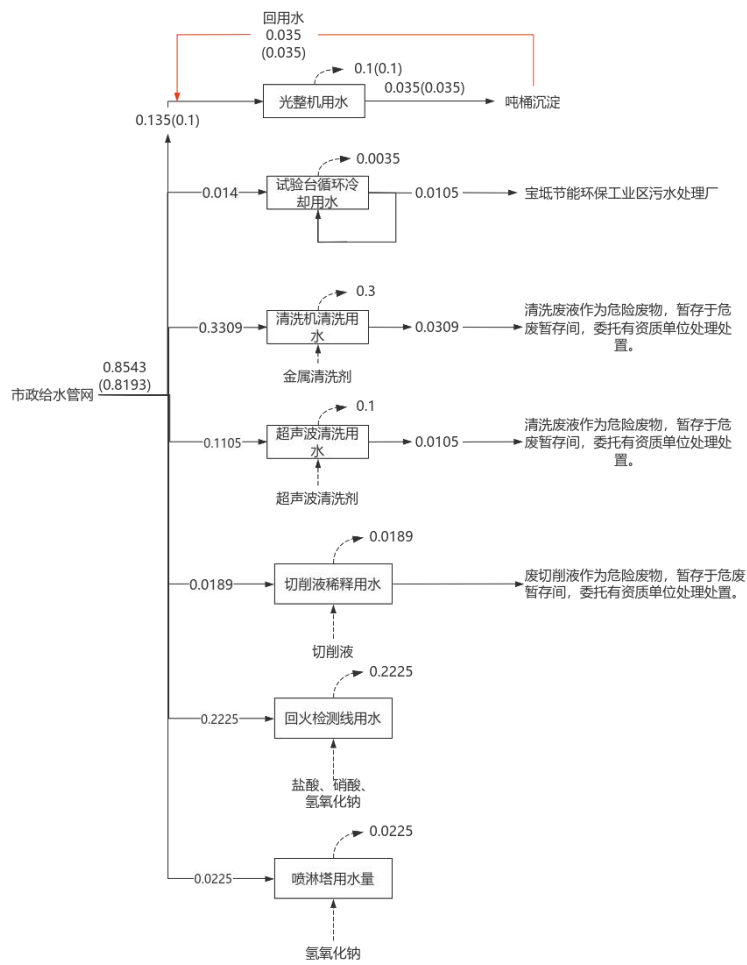 回用水
0.035
(0.035)
0.1(0.1)
光整机用水
0.035(0.035)
吨桶沉淀
0.135(0.1)
0.0035
0.014
试验台循环冷
却用水
0.0105
宝坻节能环保工业区污水处理厂
0.3
0.3309
清洗机清洗用
水
0.0309
清洗废液作为危险废物，暂存于危
废暂存间，委托有资质单位处理处
置。
金属清洗剂
0.8543
(0.8193)
市政给水管网
0.1
0.1105
超声波清洗用
水
0.0105
清洗废液作为危险废物，暂存于危
废暂存间，委托有资质单位处理处
置。
超声波清洗剂
0.0189
0.0189
切削液稀释用水
废切削液作为危险废物，暂存于危废
暂存间，委托有资质单位处理处置。
切削液
0.2225
0.2225
回火检测线用水
盐酸、硝酸、
氢氧化钠
0.0225
0.0225
喷淋塔用水量
氢氧化钠